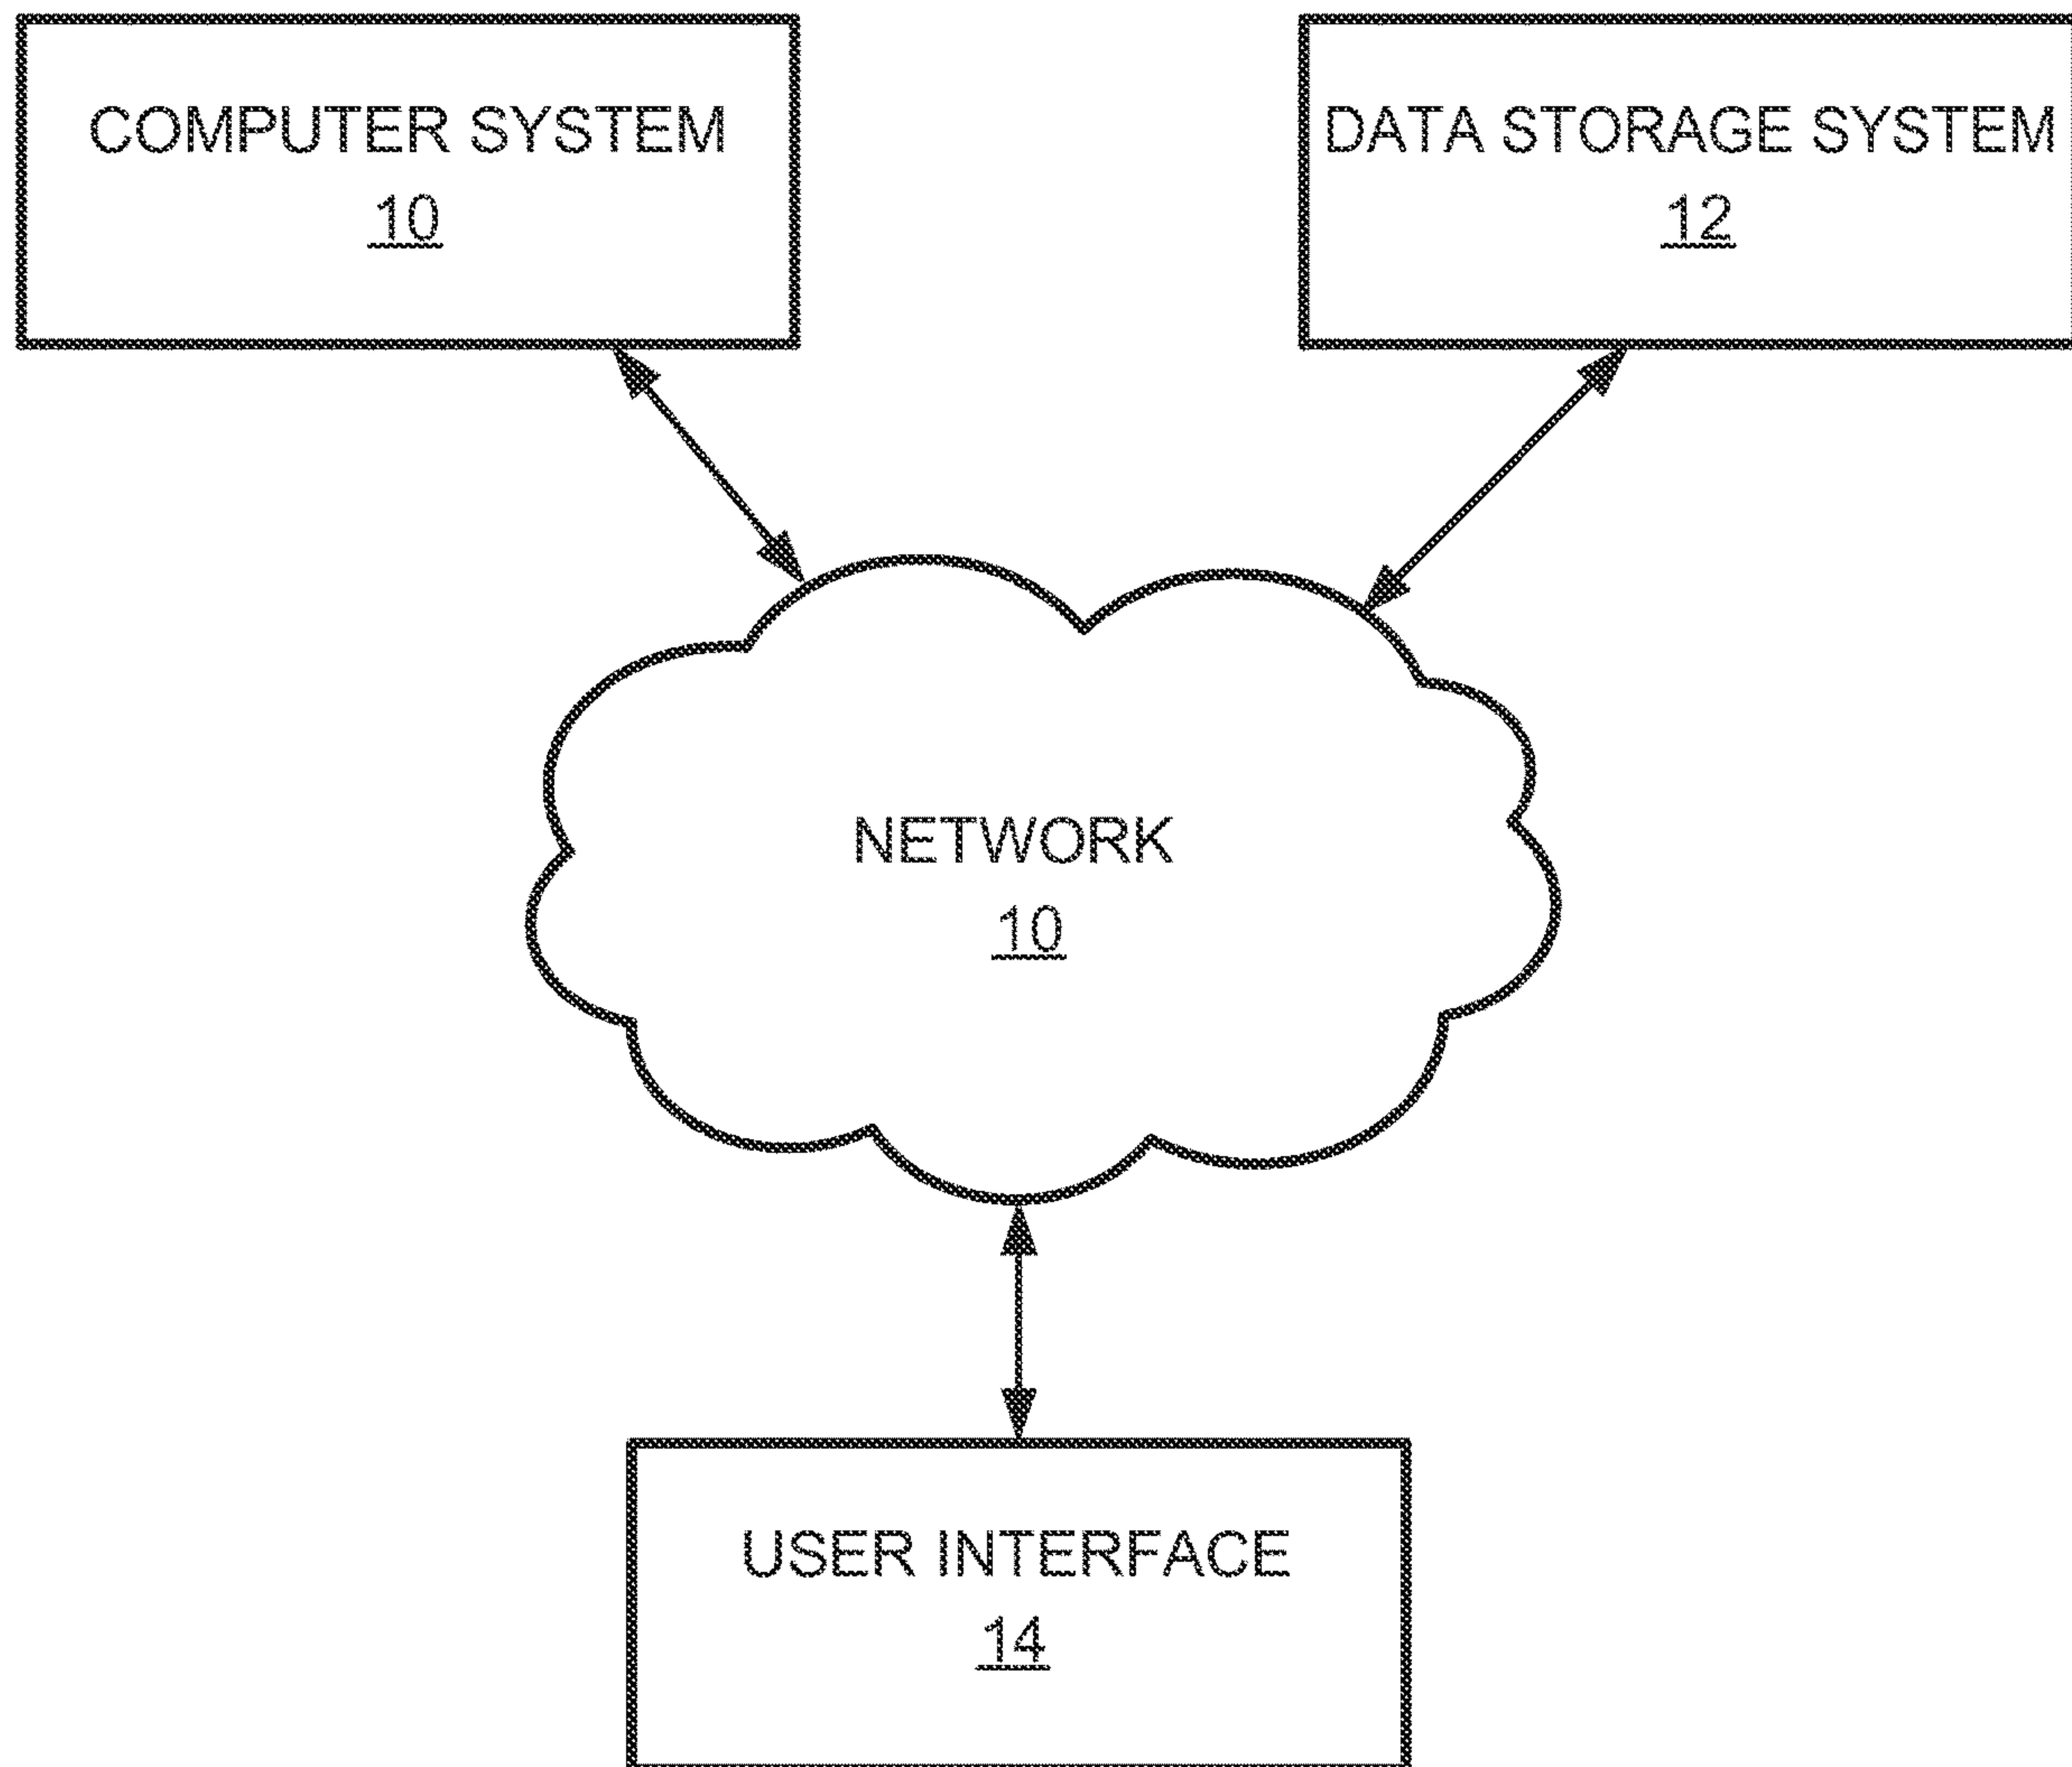 COMPUTER SYSTEM
10
DATA STORAGE SYSTEM
12
NETWORK
10
USER INTERFACE
14